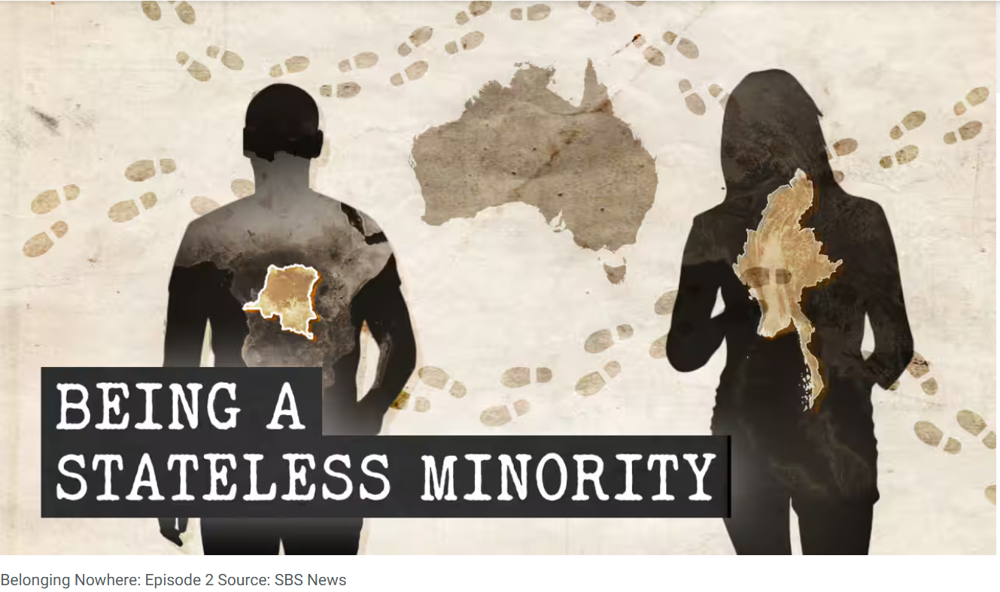 BEING A
STATELESS MINORITY
Belonging Nowhere: Episode 2 Source: SBS News